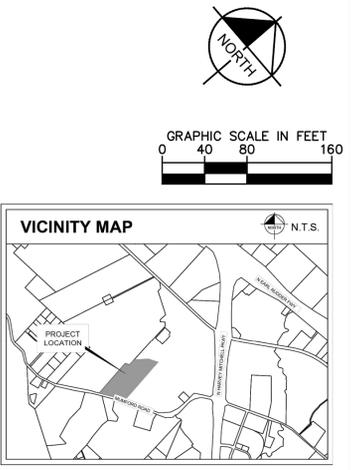 NORTH
GRAPHIC SCALE IN FEET
0 40 80 160
VICINITY MAP
NORTH
N.T.S.
N EARL RUDDER FWY
PROJECT
LOCATION
N HARVEY MITCHELL PKWY
MUMFORD ROAD